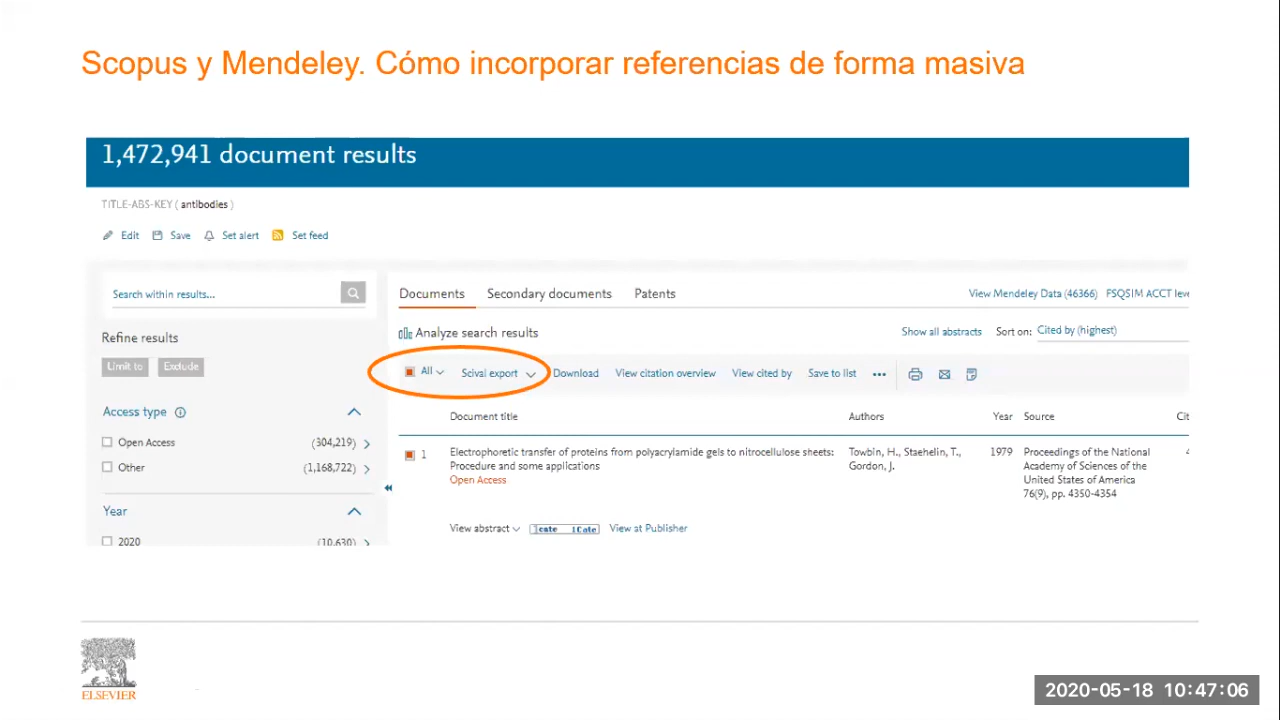 Scopus y Mendeley. Cómo incorporar referencias de forma masiva
1,472,941 document results
TITLE-ABS-KEY ( antibodies )
Edit Save Set alert Set feed
Search within results...
Documents Secondary documents Patents
View Mendeley Data (46366) FSQSIM ACCT leve
Refine results
Analyze search results
Show all abstracts Sort on: Cited by (highest)
Limit to Exclude
All Scival export Download View citation overview View cited by Save to list
Access type
Document title Authors Year Source Cit
Open Access (304,219)
Other (1,168,722)
1 Electrophoretic transfer of proteins from polyacrylamide gels to nitrocellulose sheets:
Procedure and some applications
Open Access
Towbin, H., Staehelin, T.,
Gordon, J.
1979
Proceedings of the National
Academy of Sciences of the
United States of America
76(9), pp. 4350-4354
Year
2020 (10,630)
View abstract View at Publisher
ELSEVIER
2020-05-18 10:47:06